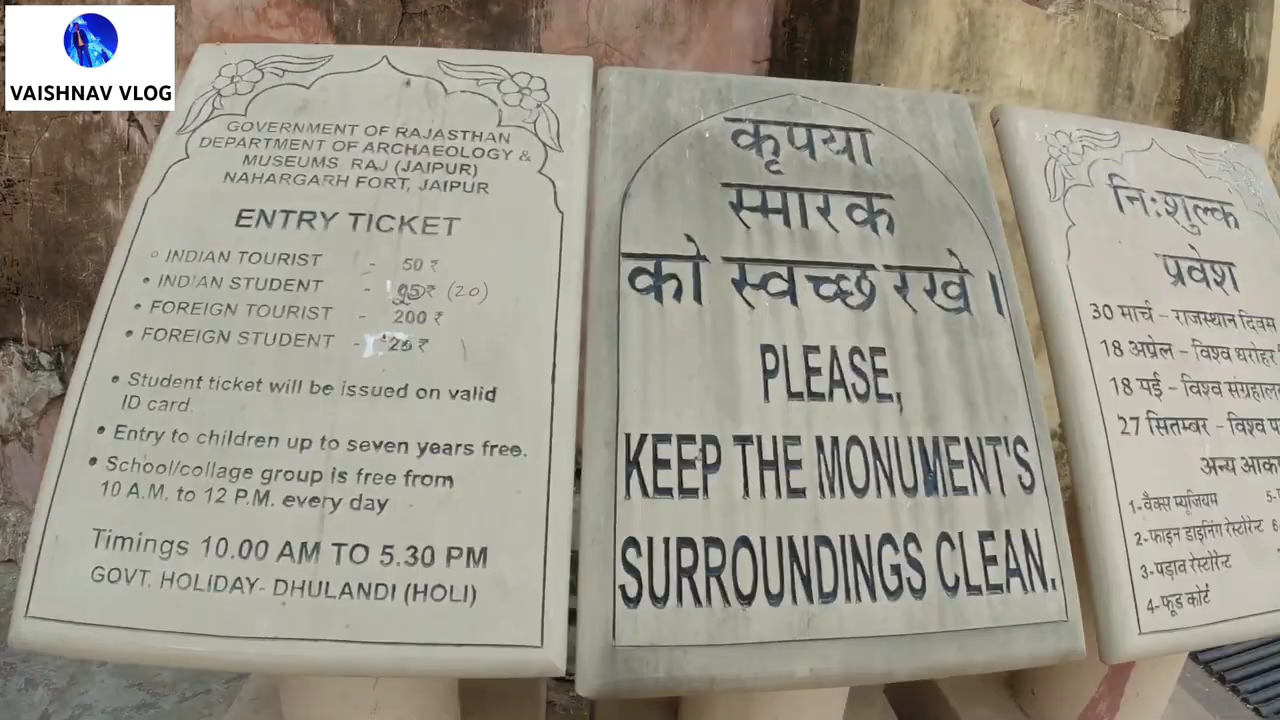 VAISHNAV VLOG
GOVERNMENT OF RAJASTHAN
DEPARTMENT OF ARCHAEOLOGY &
MUSEUMS, RAJ (JAIPUR)
NAHARGARH FORT, JAIPUR
ENTRY TICKET
INDIAN TOURIST - 50 ₹
• INDIAN STUDENT - ₹ (20)
• FOREIGN TOURIST - 200 ₹
• FOREIGN STUDENT - ₹
• Student ticket will be issued on valid
ID card.
• Entry to children up to seven years free.
• School/collage group is free from
10 A.M. to 12 P.M. every day
Timings 10.00 AM TO 5.30 PM
GOVT. HOLIDAY- DHULANDI (HOLI)
कृपया
स्मारक
को स्वच्छ रखे।
PLEASE,
KEEP THE MONUMENT'S
SURROUNDINGS CLEAN.
नि:शुल्क
प्रवेश
30 मार्च - राजस्थान दिवस
18 अप्रेल - विश्व धरोहर
18 मई - विश्व
27 सितम्बर - विश्व
अन्य
1-वैक्स म्यूजियम
2-फाइन डाइनिंग रेस्टोरेन्ट
3-पड़ाव रेस्टोरेन्ट
4-फूड कोर्ट